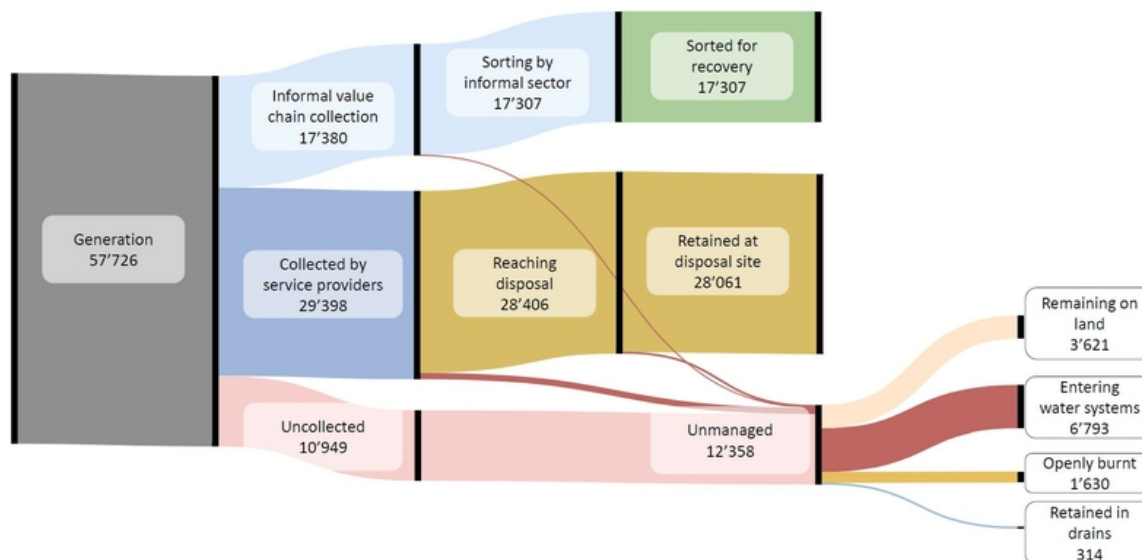 Generation
57’726
Informal value
chain collection
17’380
Collected by
service providers
29’398
Uncollected
10’949
Sorting by
informal sector
17’307
Reaching
disposal
28’406
Sorted for
recovery
17’307
Retained at
disposal site
28’061
Unmanaged
12’358
Remaining on
land
3’621
Entering
water systems
6’793
Openly burnt
1’630
Retained in
drains
314